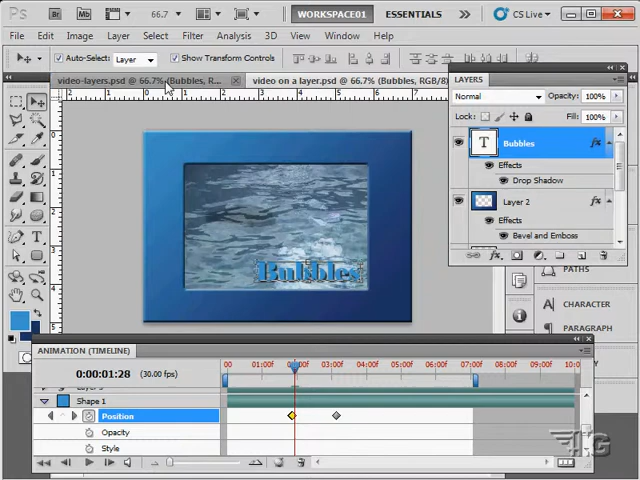 PS Br Mb 66.7 WORKSPACE01 ESSENTIALS CS Live
File Edit Image Layer Select Filter Analysis 3D View Window Help
Auto-Select: Layer Show Transform Controls
video-layers.psd @ 66.7% (Bubbles, R... video on a layer.psd @ 66.7% (Bubbles, RGB/8)
LAYERS
Normal Opacity: 100%
Lock: Fill: 100%
T Bubbles fx
Effects
Drop Shadow
Layer 2 fx
Effects
Bevel and Emboss
Bubbles
PATHS
CHARACTER
PARAGRAPH
ANIMATION (TIMELINE)
0:00:01:28 (30.00 fps) 00 01:00f 02:00f 03:00f 04:00f 05:00f 06:00f 07:00f 08:00f 09:00f 10:0
Shape 1
Position
Opacity
Style